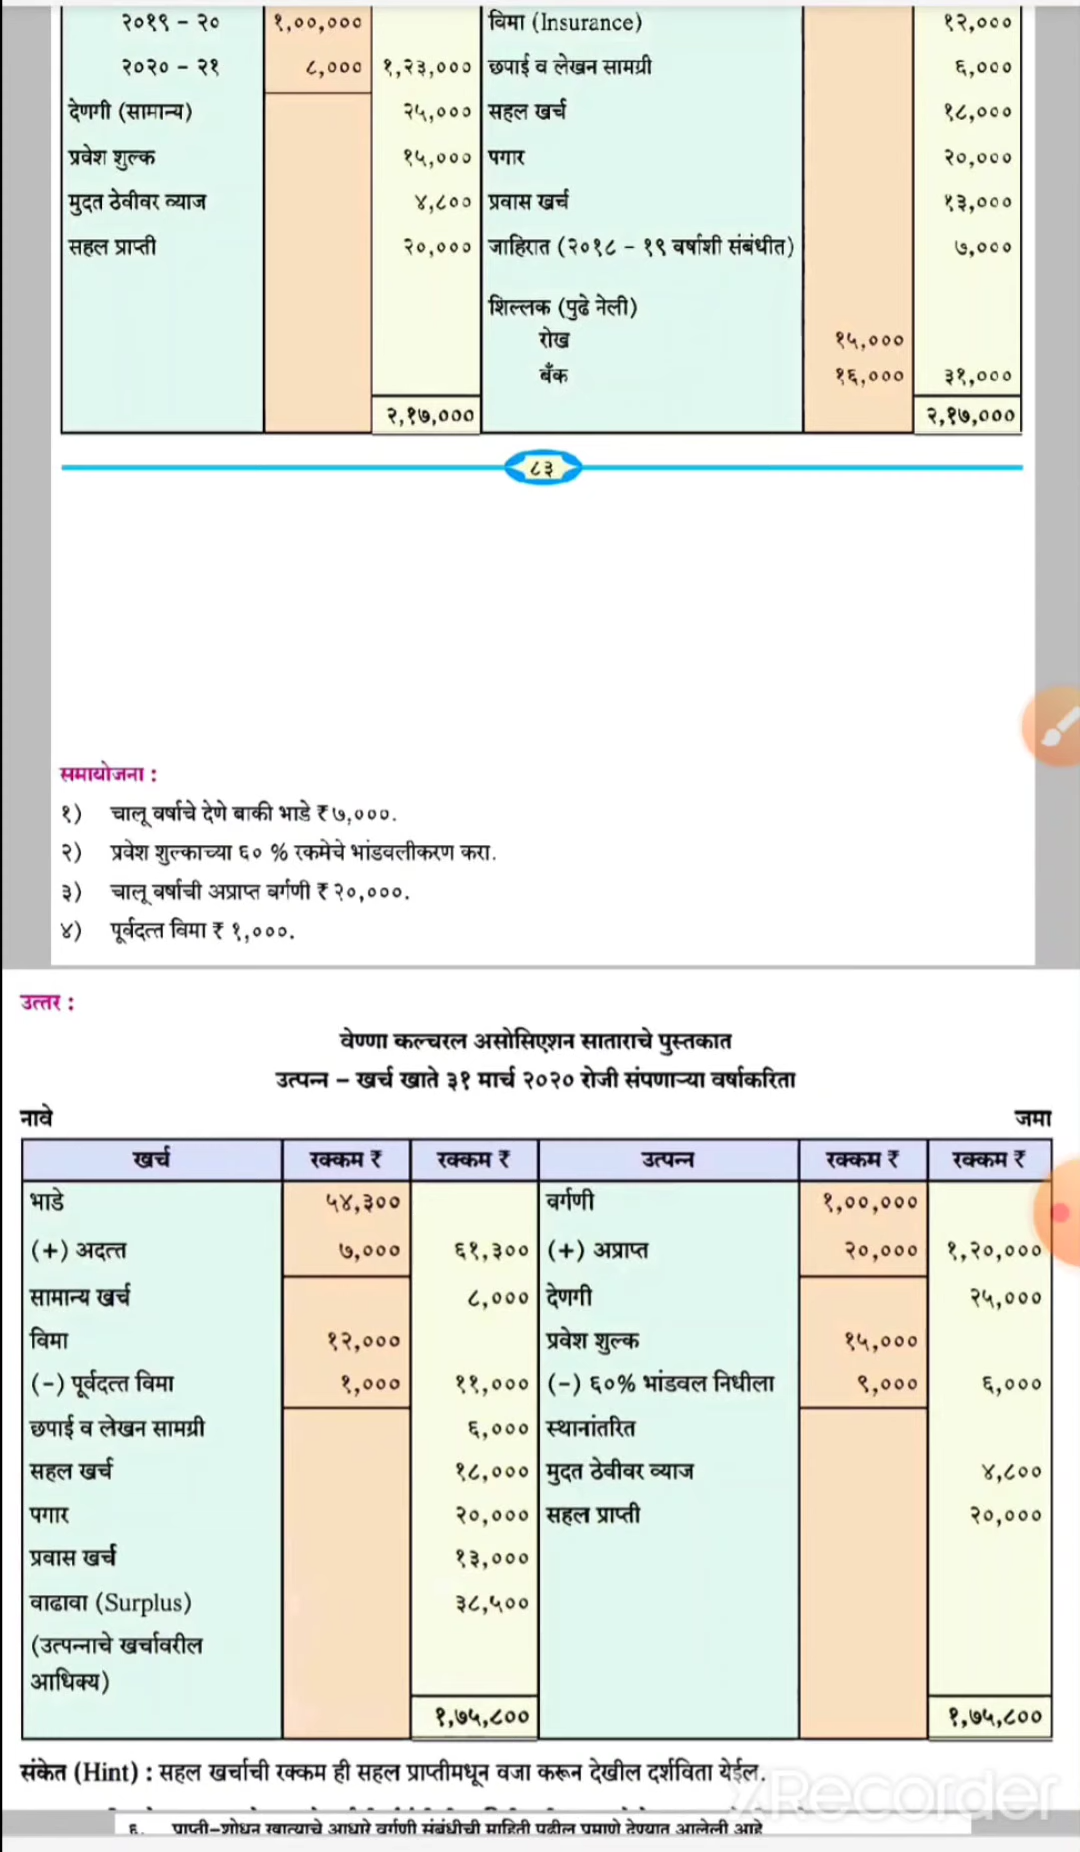 २०१९ – २० १,००,००० विमा (Insurance) १२,०००
२०२० – २१ ८,००० १,२३,००० छपाई व लेखन सामग्री ६,०००
देणगी (सामान्य) २५,००० सहल खर्च १८,०००
प्रवेश शुल्क १५,००० पगार २०,०००
मुदत ठेवीवर व्याज ४,८०० प्रवास खर्च १३,०००
सहल प्राप्ती २०,००० जाहिरात (२०१८ – १९ वर्षाशी संबंधीत) ७,०००
शिल्लक (पुढे नेली)
रोख १५,०००
बँक १६,००० ३१,०००
२,१७,००० २,१७,०००
८३
समायोजना :
१) चालू वर्षाचे देणे बाकी भाडे ₹ ७,०००.
२) प्रवेश शुल्काच्या ६० % रकमेचे भांडवलीकरण करा.
३) चालू वर्षाची अप्राप्त वर्गणी ₹ २०,०००.
४) पूर्वदत्त विमा ₹ १,०००.
उत्तर :
वेण्णा कल्चरल असोसिएशन साताराचे पुस्तकात
उत्पन्न – खर्च खाते ३१ मार्च २०२० रोजी संपणाऱ्या वर्षाकरिता
नावे जमा
खर्च रक्कम ₹ रक्कम ₹ उत्पन्न रक्कम ₹ रक्कम ₹
भाडे ५४,३०० वर्गणी १,००,०००
(+) अदत्त ७,००० ६१,३०० (+) अप्राप्त २०,००० १,२०,०००
सामान्य खर्च ८,००० देणगी २५,०००
विमा १२,००० प्रवेश शुल्क १५,०००
(–) पूर्वदत्त विमा १,००० ११,००० (–) ६०% भांडवल निधीला ९,००० ६,०००
छपाई व लेखन सामग्री ६,००० स्थानांतरित
सहल खर्च १८,००० मुदत ठेवीवर व्याज ४,८००
पगार २०,००० सहल प्राप्ती २०,०००
प्रवास खर्च १३,०००
वाढावा (Surplus) ३८,५००
(उत्पन्नाचे खर्चावरील
आधिक्य)
१,७५,८०० १,७५,८००
संकेत (Hint) : सहल खर्चाची रक्कम ही सहल प्राप्तीमधून वजा करून देखील दर्शविता येईल.
XRecorder
६. प्राप्ती–शोधन खात्याचे आधारे वर्गणी संबंधीची माहिती पुढील प्रमाणे देण्यात आलेली आहे